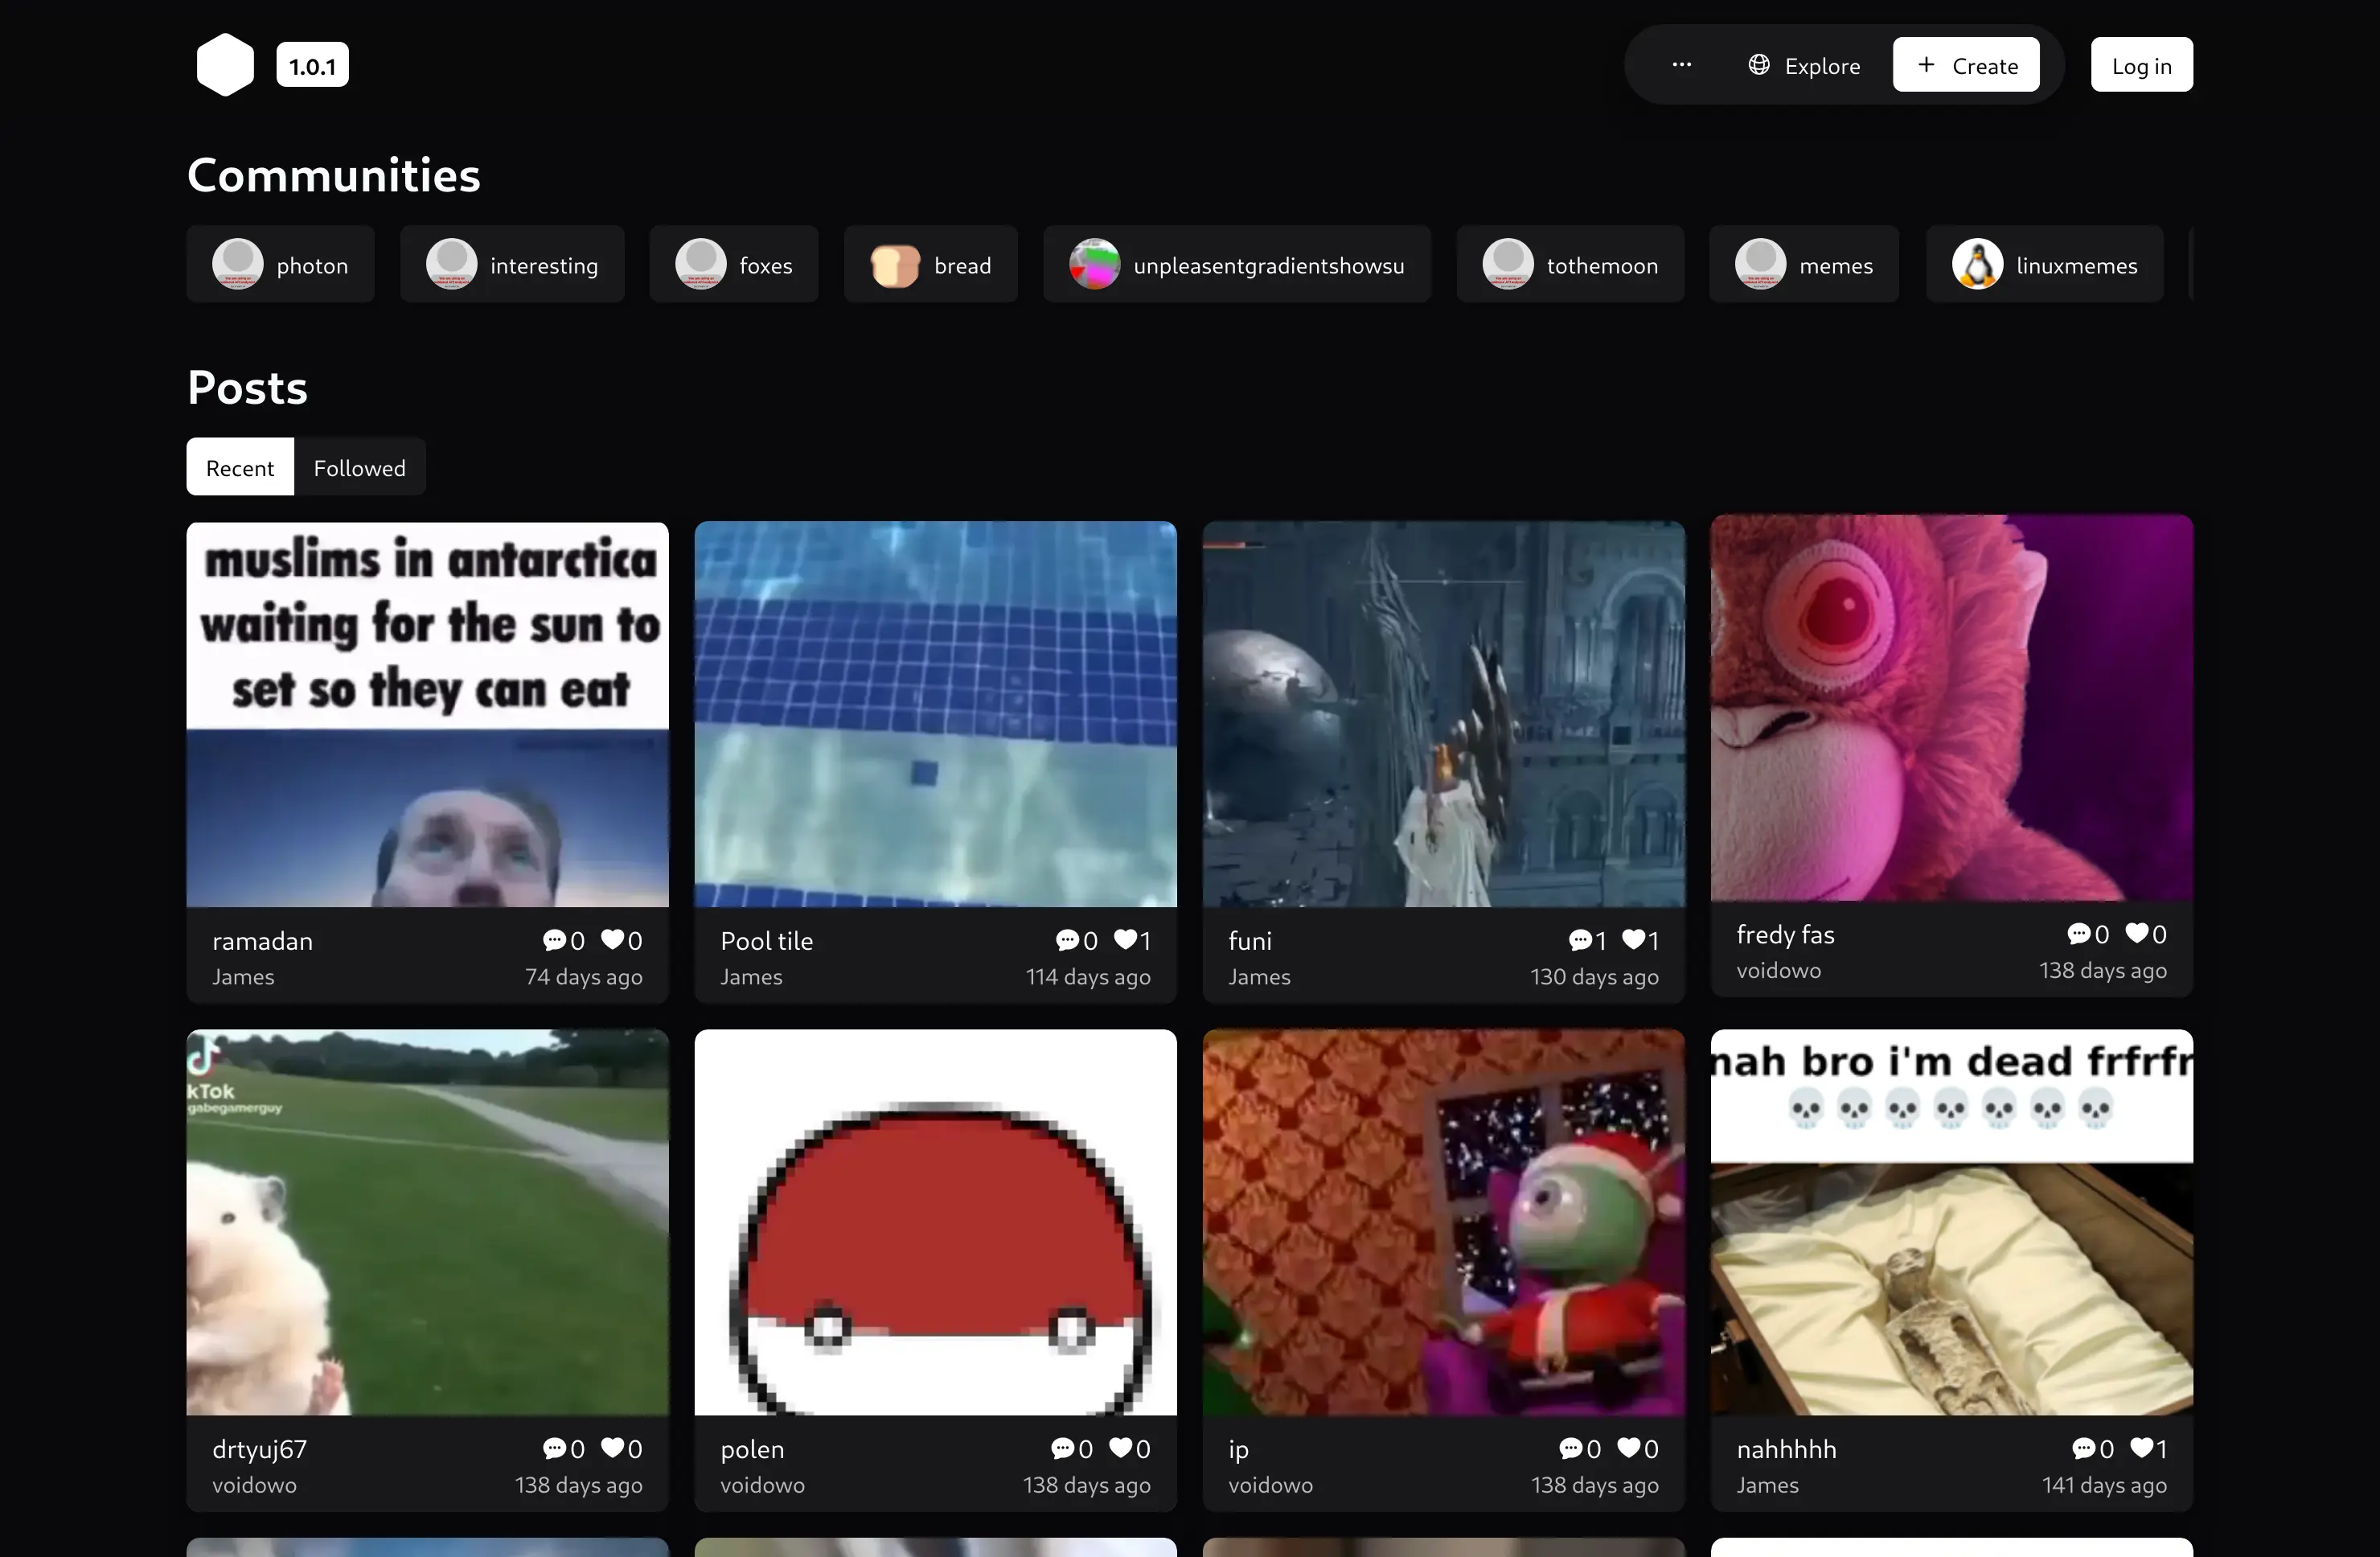 1.0.1
Explore
Create
Log in
Communities
photon
interesting
foxes
bread
unpleasentgradientshowsu
tothemoon
memes
linuxmemes
Posts
Recent
Followed
muslims in antarctica
waiting for the sun to
set so they can eat
ramadan
0
0
James
74 days ago
Pool tile
0
1
James
114 days ago
funi
1
1
James
130 days ago
fredy fas
0
0
voidowo
138 days ago
kTok
gabegamerguy
nah bro i'm dead frfrfr
drtyuj67
0
0
voidowo
138 days ago
polen
0
0
voidowo
138 days ago
ip
0
0
voidowo
138 days ago
nahhhhh
0
1
James
141 days ago